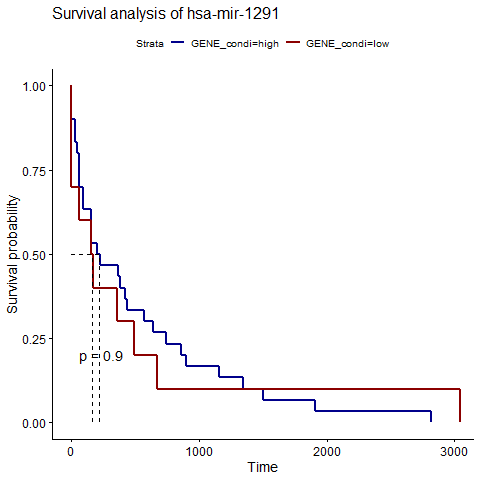 Survival analysis of hsa-mir-1291
Strata GENE_condi=high GENE_condi=low
1.00
0.75
0.50
0.25
0.00
Survival probability
p = 0.9
0 1000 2000 3000
Time